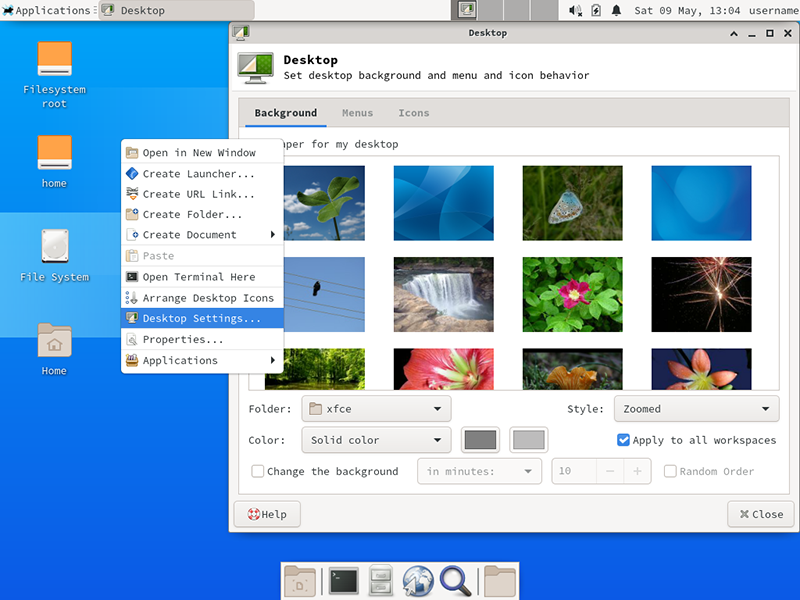 Applications
Desktop
Sat 09 May, 13:04
username
Filesystem
root
home
File System
Home
Open in New Window
Create Launcher...
Create URL Link...
Create Folder...
Create Document
Paste
Open Terminal Here
Arrange Desktop Icons
Desktop Settings...
Properties...
Applications
Desktop
Desktop
Set desktop background and menu and icon behavior
Background
Menus
Icons
for my desktop
Folder:
xfce
Style:
Zoomed
Color:
Solid color
Apply to all workspaces
Change the background
in minutes:
10
Random Order
Help
Close